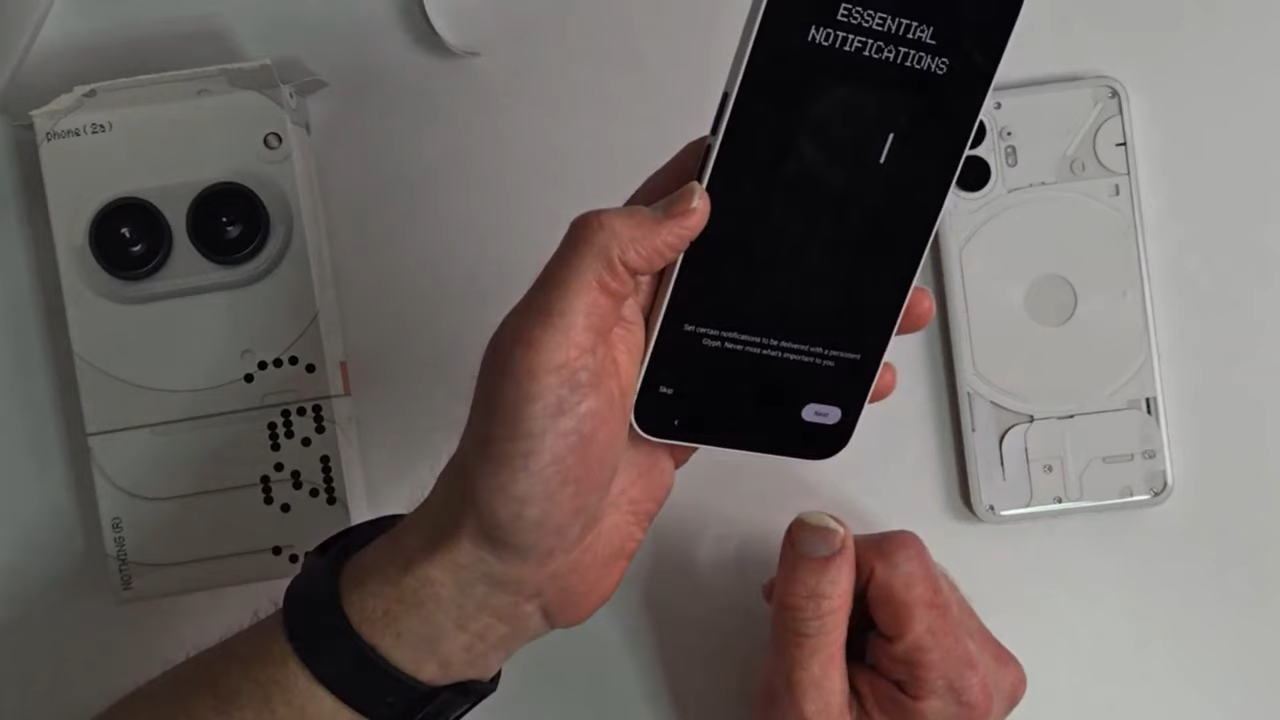 phone (2a)
NOTHING (R)
ESSENTIAL
NOTIFICATIONS
Set certain notifications to be delivered with a persistent
Glyph. Never miss what's important to you.
Skip
Next